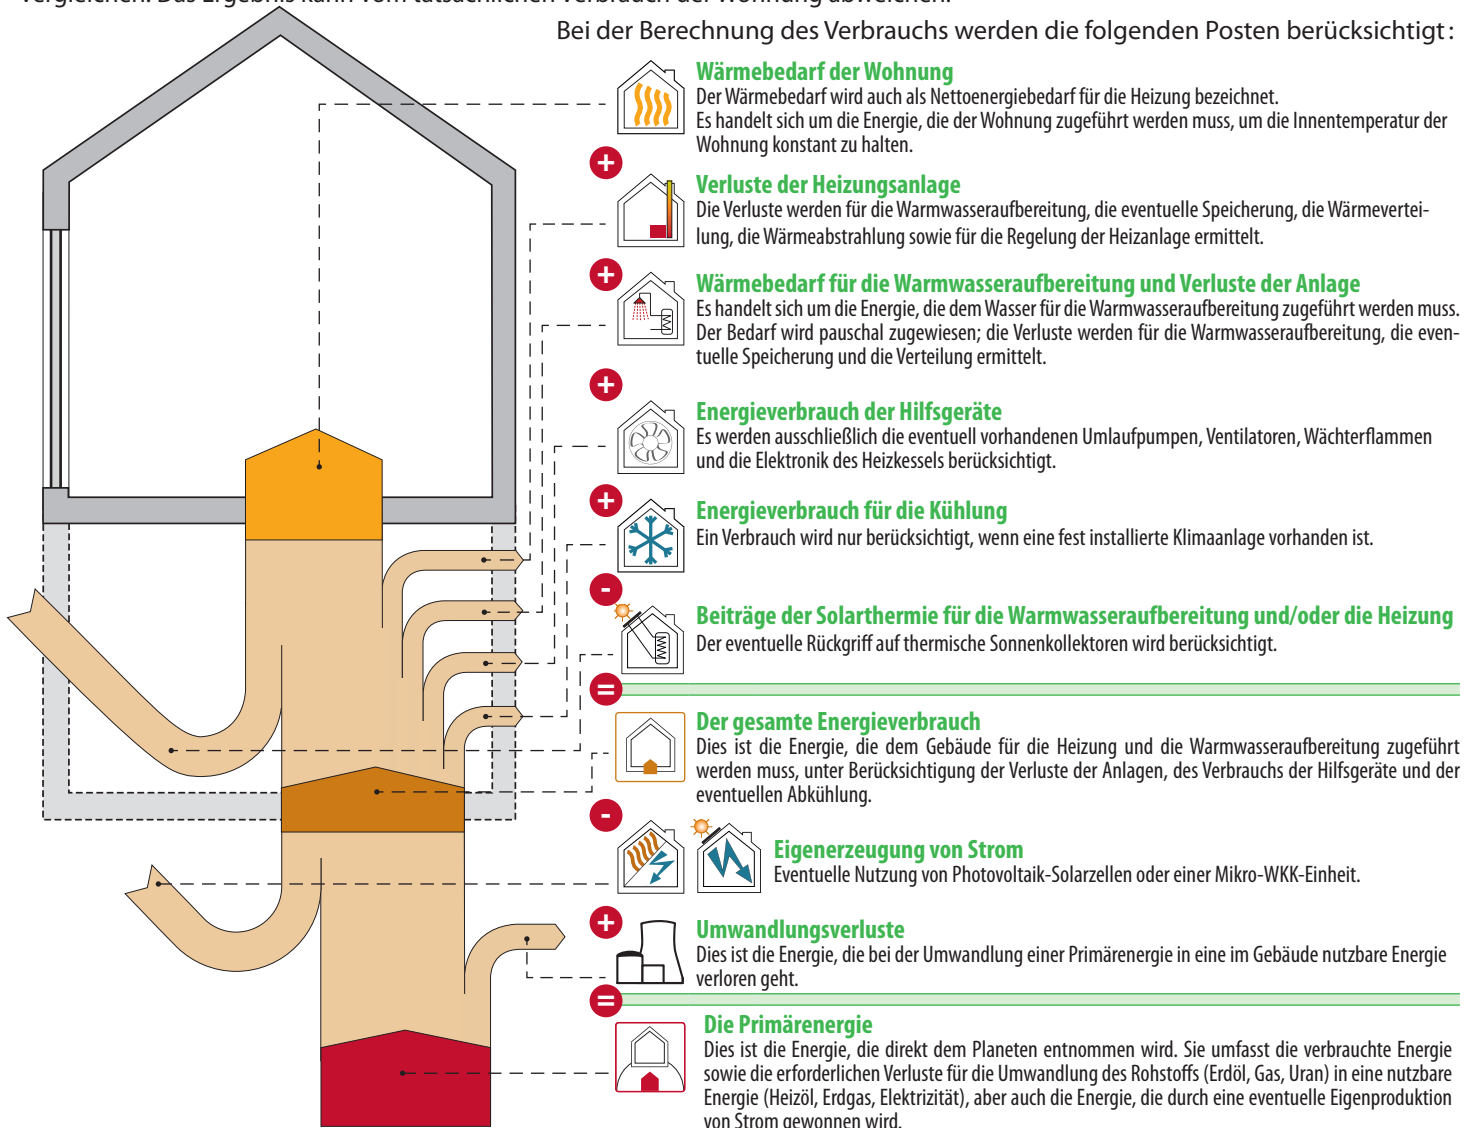 vergleichen. Das Ergebnis kann vom tatsächlichen Verbrauch der Wohnung abweichen.
Bei der Berechnung des Verbrauchs werden die folgenden Posten berücksichtigt :
Wärmebedarf der Wohnung
Der Wärmebedarf wird auch als Nettoenergiebedarf für die Heizung bezeichnet.
Es handelt sich um die Energie, die der Wohnung zugeführt werden muss, um die Innentemperatur der
Wohnung konstant zu halten.
+
Verluste der Heizungsanlage
Die Verluste werden für die Warmwasseraufbereitung, die eventuelle Speicherung, die Wärmevertei-
lung, die Wärmeabstrahlung sowie für die Regelung der Heizanlage ermittelt.
+
Wärmebedarf für die Warmwasseraufbereitung und Verluste der Anlage
Es handelt sich um die Energie, die dem Wasser für die Warmwasseraufbereitung zugeführt werden muss.
Der Bedarf wird pauschal zugewiesen; die Verluste werden für die Warmwasseraufbereitung, die even-
tuelle Speicherung und die Verteilung ermittelt.
+
Energieverbrauch der Hilfsgeräte
Es werden ausschließlich die eventuell vorhandenen Umlaufpumpen, Ventilatoren, Wächterflammen
und die Elektronik des Heizkessels berücksichtigt.
+
Energieverbrauch für die Kühlung
Ein Verbrauch wird nur berücksichtigt, wenn eine fest installierte Klimaanlage vorhanden ist.
-
Beiträge der Solarthermie für die Warmwasseraufbereitung und/oder die Heizung
Der eventuelle Rückgriff auf thermische Sonnenkollektoren wird berücksichtigt.
=
Der gesamte Energieverbrauch
Dies ist die Energie, die dem Gebäude für die Heizung und die Warmwasseraufbereitung zugeführt
werden muss, unter Berücksichtigung der Verluste der Anlagen, des Verbrauchs der Hilfsgeräte und der
eventuellen Abkühlung.
-
Eigenerzeugung von Strom
Eventuelle Nutzung von Photovoltaik-Solarzellen oder einer Mikro-WKK-Einheit.
+
Umwandlungsverluste
Dies ist die Energie, die bei der Umwandlung einer Primärenergie in eine im Gebäude nutzbare Energie
verloren geht.
=
Die Primärenergie
Dies ist die Energie, die direkt dem Planeten entnommen wird. Sie umfasst die verbrauchte Energie
sowie die erforderlichen Verluste für die Umwandlung des Rohstoffs (Erdöl, Gas, Uran) in eine nutzbare
Energie (Heizöl, Erdgas, Elektrizität), aber auch die Energie, die durch eine eventuelle Eigenproduktion
von Strom gewonnen wird.